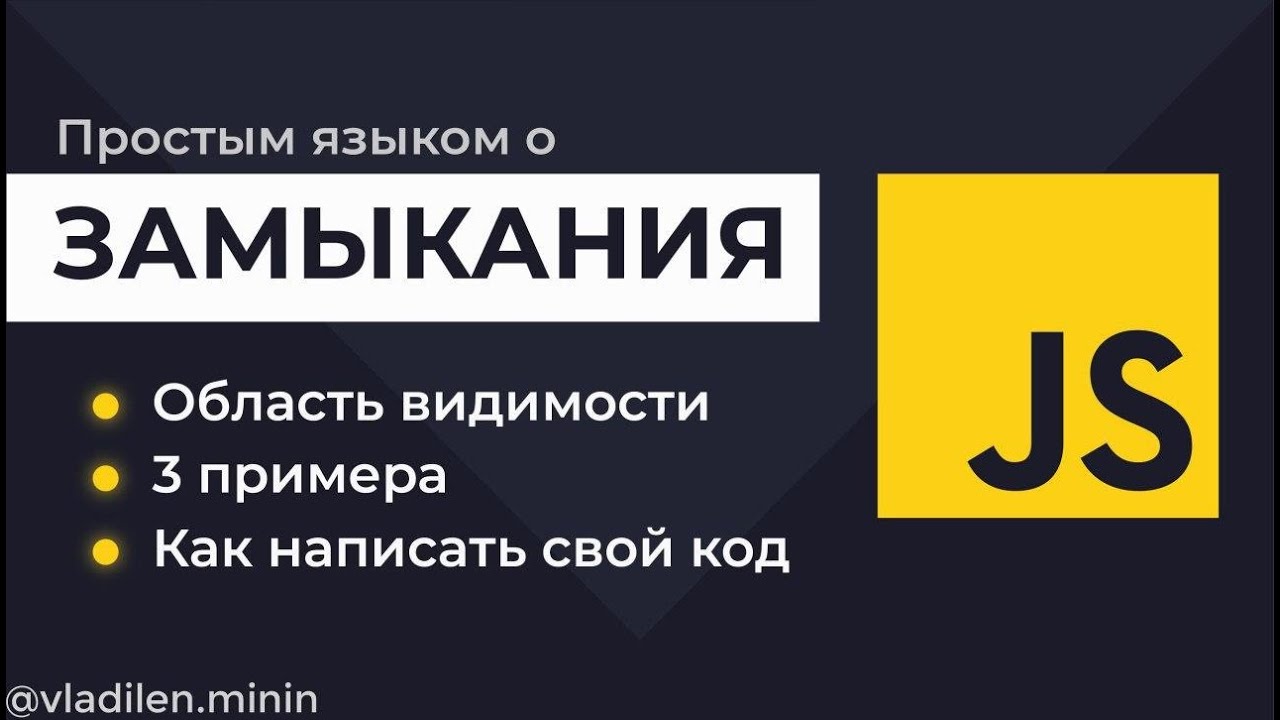 Простым языком о
ЗАМЫКАНИЯ
JS
Область видимости
3 примера
Как написать свой код
@vladilen.minin